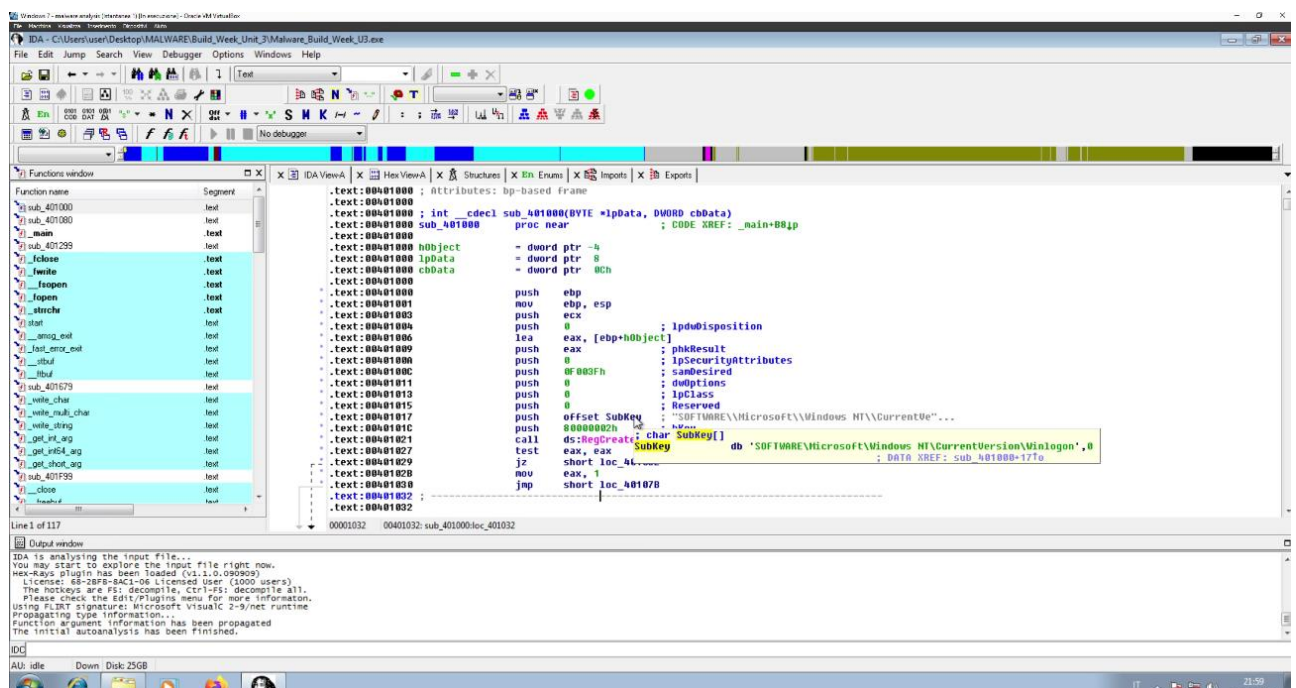 Windows 7 - malware analysis (Istantanea 1) [In esecuzione] - Oracle VM VirtualBox
File Macchina Visualizza Inserimento Dispositivi Aiuto
IDA - C:\Users\user\Desktop\MALWARE\Build_Week_Unit_3\Malware_Build_Week_U3.exe
File Edit Jump Search View Debugger Options Windows Help
Text
No debugger
Functions window
IDA View-A
Hex View-A
Structures
En Enums
Imports
Exports
Function name Segment
sub_401000 .text
sub_401080 .text
_main .text
sub_401299 .text
_fclose .text
_fwrite .text
__fsopen .text
_fopen .text
_strrchr .text
start .text
__amsg_exit .text
_fast_error_exit .text
__stbuf .text
__ftbuf .text
sub_401679 .text
_write_char .text
_write_multi_char .text
_write_string .text
_get_int_arg .text
_get_int64_arg .text
_get_short_arg .text
sub_401F99 .text
__close .text
Line 1 of 117
.text:00401000 ; Attributes: bp-based frame
.text:00401000
.text:00401000 ; int __cdecl sub_401000(BYTE *lpData, DWORD cbData)
.text:00401000 sub_401000 proc near ; CODE XREF: _main+B8↓p
.text:00401000
.text:00401000 hObject = dword ptr -4
.text:00401000 lpData = dword ptr 8
.text:00401000 cbData = dword ptr 0Ch
.text:00401000
.text:00401000 push ebp
.text:00401001 mov ebp, esp
.text:00401003 push ecx
.text:00401004 push 0 ; lpdwDisposition
.text:00401006 lea eax, [ebp+hObject]
.text:00401009 push eax ; phkResult
.text:0040100A push 0 ; lpSecurityAttributes
.text:0040100C push 0F003Fh ; samDesired
.text:00401011 push 0 ; dwOptions
.text:00401013 push 0 ; lpClass
.text:00401015 push 0 ; Reserved
.text:00401017 push offset SubKey ; "SOFTWARE\\Microsoft\\Windows NT\\CurrentVe"...
.text:0040101C push 80000002h ; hKey
.text:00401021 call ds:RegCreate
.text:00401027 test eax, eax
.text:00401029 jz short
.text:0040102B mov eax, 1
.text:00401030 jmp short loc_40107B
.text:00401032 ;
.text:00401032
; char SubKey[]
SubKey db 'SOFTWARE\Microsoft\Windows NT\CurrentVersion\Winlogon',0
; DATA XREF: sub_401000+17↑o
00001032 00401032: sub_401000:loc_401032
Output window
IDA is analysing the input file...
You may start to explore the input file right now.
Hex-Rays plugin has been loaded (v1.1.0.090909)
License: 68-2BFB-8AC1-06 Licensed User (1000 users)
The hotkeys are F5: decompile, Ctrl-F5: decompile all.
Please check the Edit/Plugins menu for more informaton.
Using FLIRT signature: Microsoft VisualC 2-9/net runtime
Propagating type information...
Function argument information has been propagated
The initial autoanalysis has been finished.
IDC
AU: idle Down Disk: 25GB
IT 21:59